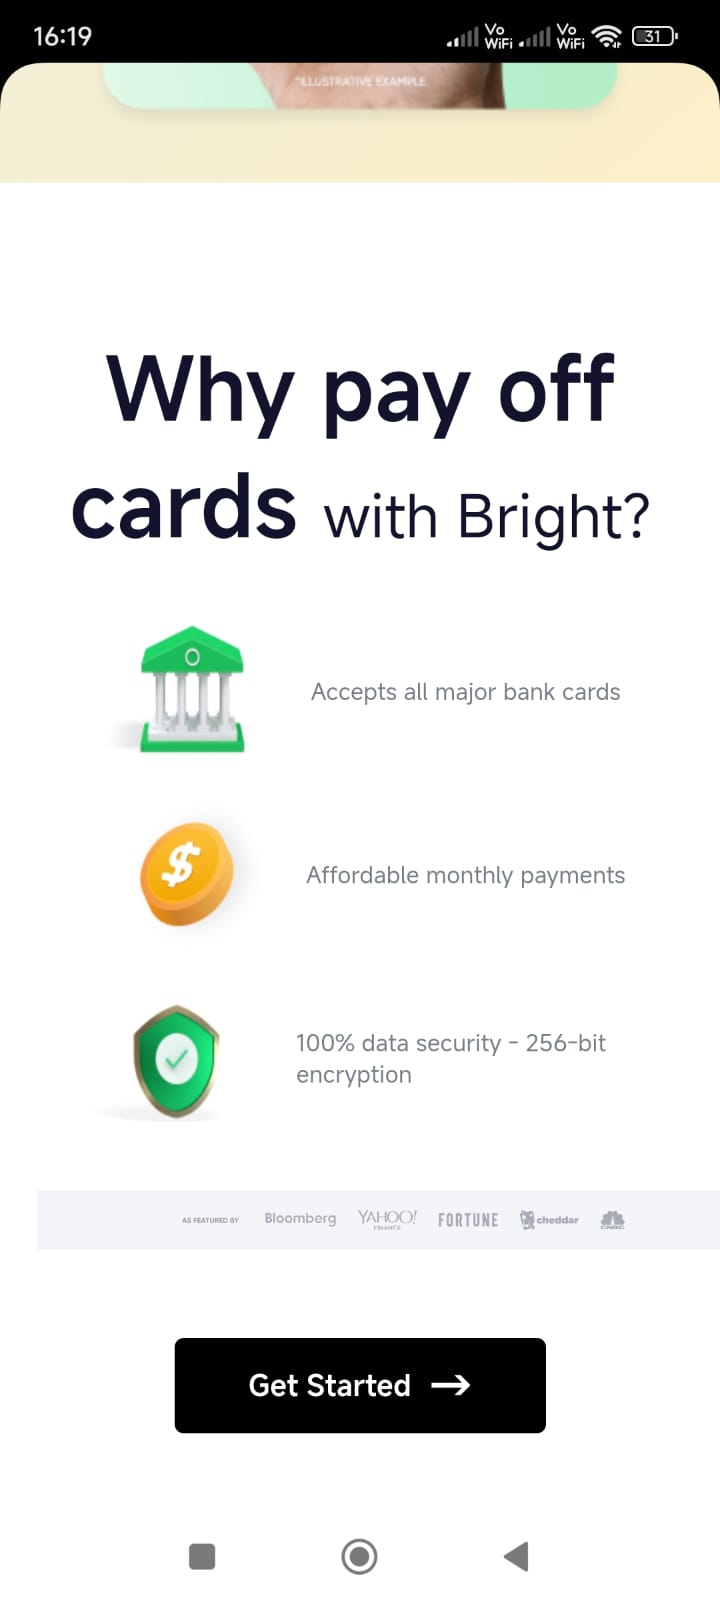 16:19
Vo WiFi
Vo WiFi
31
*ILLUSTRATIVE EXAMPLE
Why pay off
cards with Bright?
Accepts all major bank cards
$
Affordable monthly payments
100% data security - 256-bit
encryption
AS FEATURED BY Bloomberg YAHOO! FINANCE FORTUNE cheddar CNBC
Get Started →